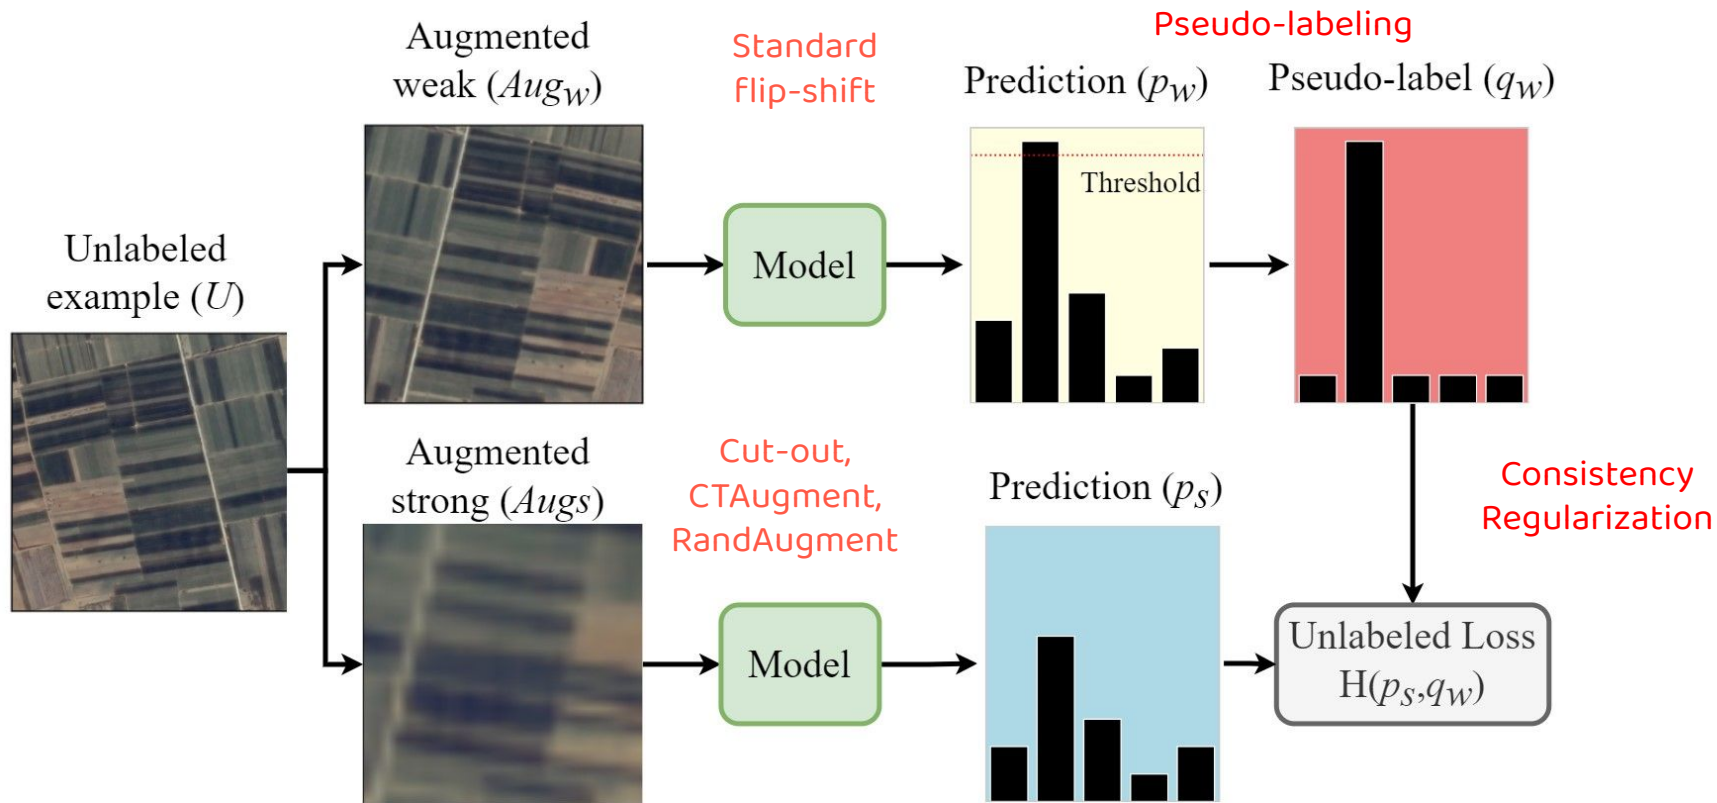 Augmented
weak (Augw)
Standard
flip-shift
Pseudo-labeling
Prediction (pw)
Pseudo-label (qw)
Threshold
Unlabeled
example (U)
Model
Augmented
strong (Augs)
Cut-out,
CTAugment,
RandAugment
Prediction (ps)
Consistency
Regularization
Model
Unlabeled Loss
H(ps,qw)